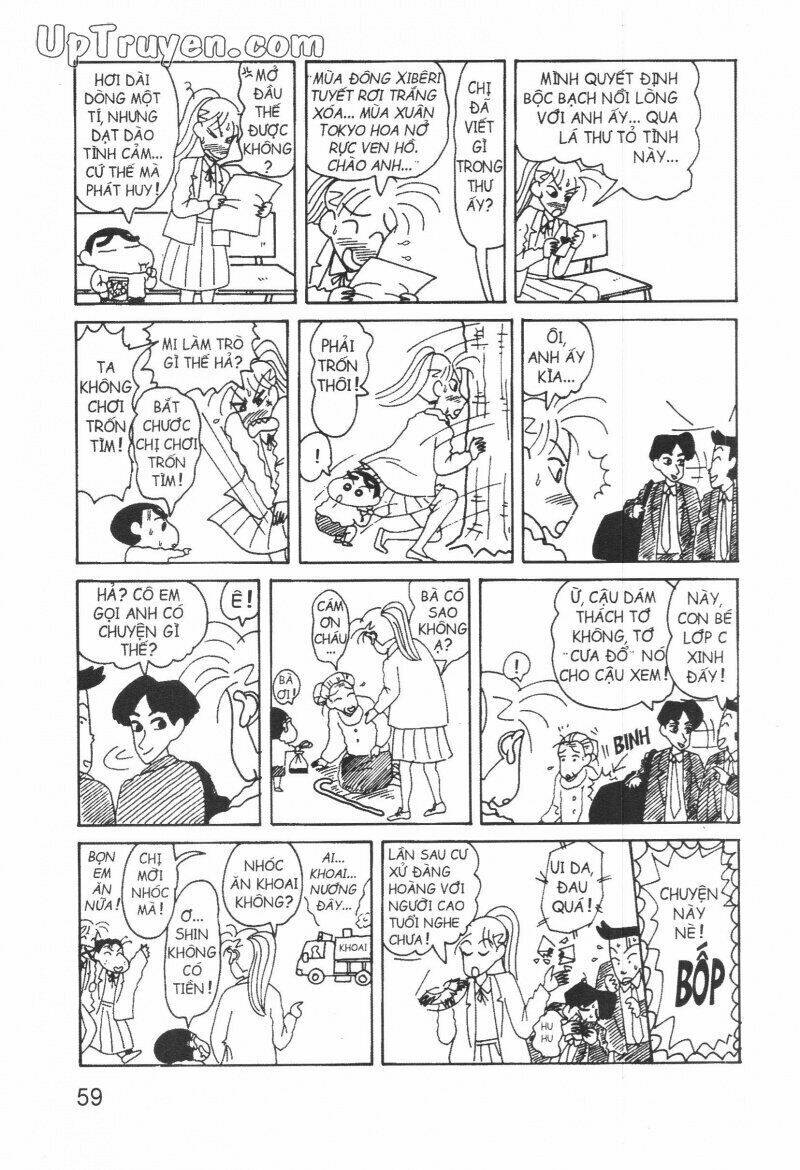 UpTruyen.com
MÌNH QUYẾT ĐỊNH
BỘC BẠCH NỖI LÒNG
VỚI ANH ẤY... QUA
LÁ THƯ TỎ TÌNH
NÀY...
CHỊ
ĐÃ
VIẾT
GÌ
TRONG
THƯ
ẤY?
"MÙA ĐÔNG XIBÊRI
TUYẾT RƠI TRẮNG
XÓA... MÙA XUÂN
TOKYO HOA NỞ
RỰC VEN HỒ.
CHÀO ANH..."
MỞ
ĐẦU
THẾ
ĐƯỢC
KHÔNG
?
HƠI DÀI
DÒNG MỘT
TÍ, NHƯNG
DẠT DÀO
TÌNH CẢM...
CỨ THẾ MÀ
PHÁT HUY!
ÔI,
ANH ẤY
KÌA...
PHẢI
TRỐN
THÔI!
!
MI LÀM TRÒ
GÌ THẾ HẢ?
BẮT
CHƯỚC
CHỊ CHƠI
TRỐN
TÌM!
TA
KHÔNG
CHƠI
TRỐN
TÌM!
NÀY,
CON BÉ
LỚP C
XINH
ĐẤY!
Ừ, CẬU DÁM
THÁCH TỚ
KHÔNG, TỚ
"CƯA ĐỔ" NÓ
CHO CẬU XEM!
BINH
!
BÀ CÓ
SAO
KHÔNG
Ạ?
CÁM
ƠN
CHÁU...
BÀ
ƠI!
Ê!
HẢ? CÔ EM
GỌI ANH CÓ
CHUYỆN GÌ
THẾ?
CHUYỆN
NÀY
NÈ!
BỐP
UI DA,
ĐAU
QUÁ!
HU
HU
LẦN SAU CƯ
XỬ ĐÀNG
HOÀNG VỚI
NGƯỜI CAO
TUỔI NGHE
CHƯA!
AI...
KHOAI...
NƯỚNG
ĐÂY...
KHOAI
NHÓC
ĂN KHOAI
KHÔNG?
Ơ...
SHIN
KHÔNG
CÓ
TIỀN!
CHỊ
MỜI
NHÓC
MÀ!
BỌN
EM
ĂN
NỮA!
59